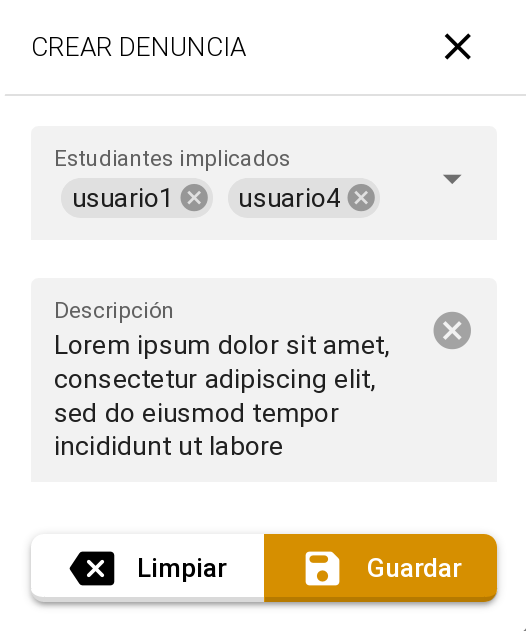 CREAR DENUNCIA
Estudiantes implicados
usuario1 usuario4
Descripción
Lorem ipsum dolor sit amet,
consectetur adipiscing elit,
sed do eiusmod tempor
incididunt ut labore
Limpiar Guardar